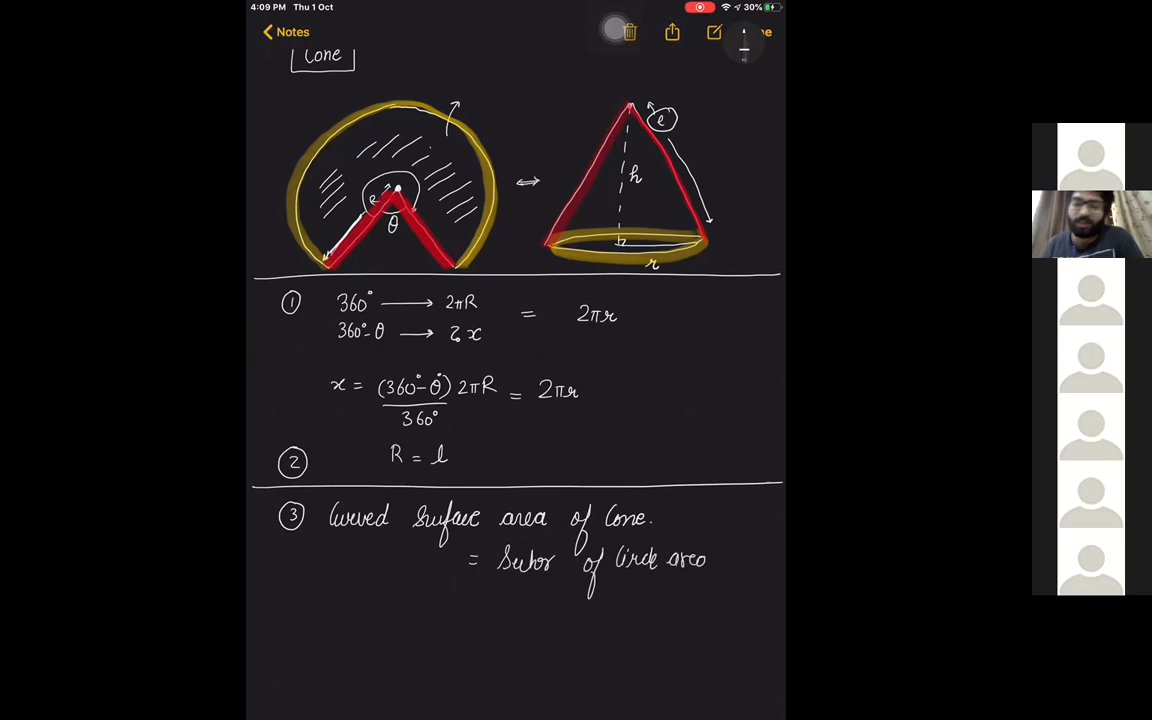 4:09 PM Thu 1 Oct
30%
Notes
Cone
R
θ
l
h
r
① 360° → 2πR = 2πr
360°-θ → ? x
x = (360°-θ°) 2πR = 2πr
360°
② R = l
③ Curved Surface area of Cone.
= Sector of Circle area